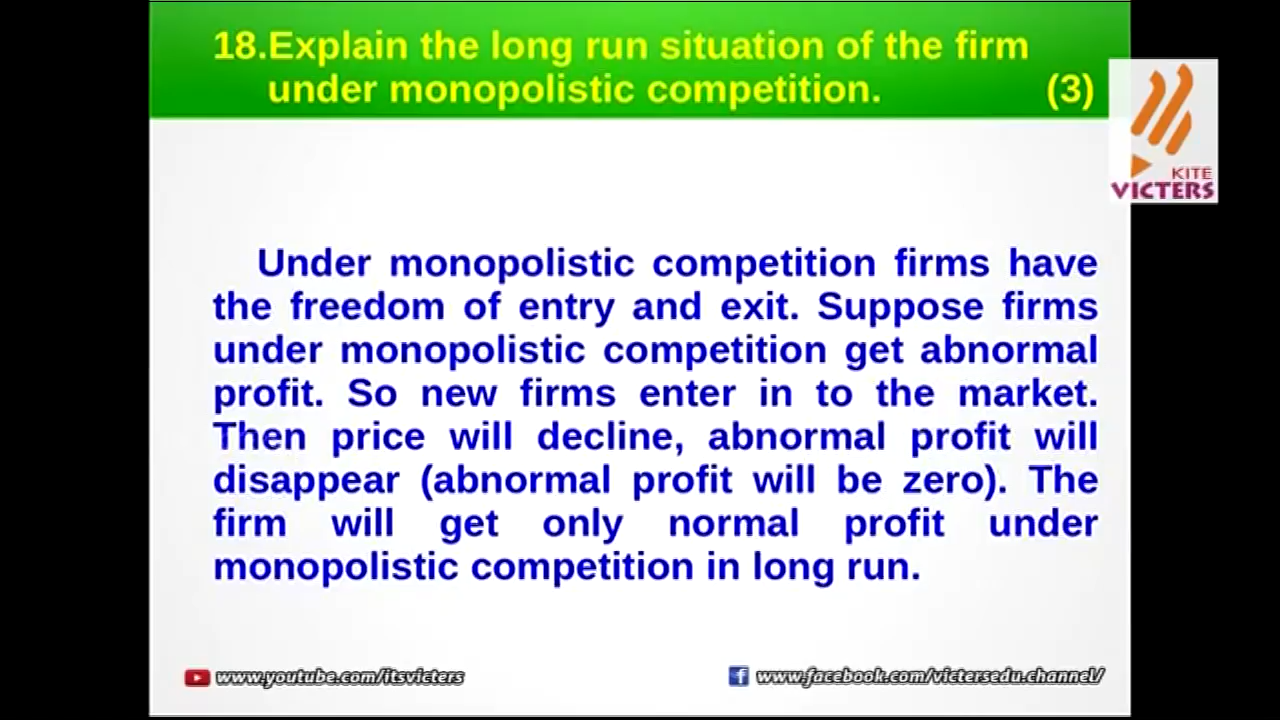 18.Explain the long run situation of the firm
under monopolistic competition. (3)
KITE
VICTERS
Under monopolistic competition firms have
the freedom of entry and exit. Suppose firms
under monopolistic competition get abnormal
profit. So new firms enter in to the market.
Then price will decline, abnormal profit will
disappear (abnormal profit will be zero). The
firm will get only normal profit under
monopolistic competition in long run.
www.youtube.com/itsvicters
www.facebook.com/victersedu.channel/